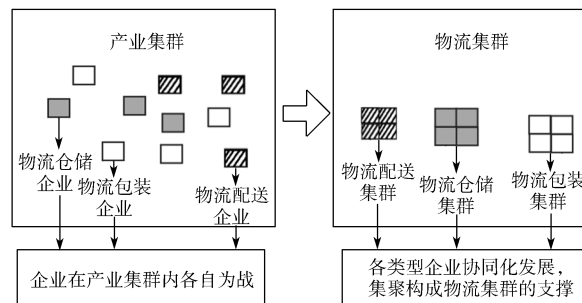 产业集群
物流仓储
企业
物流包装
企业
物流配送
企业
企业在产业集群内各自为战
物流集群
物流配送
集群
物流仓储
集群
物流包装
集群
各类型企业协同化发展,
集聚构成物流集群的支撑